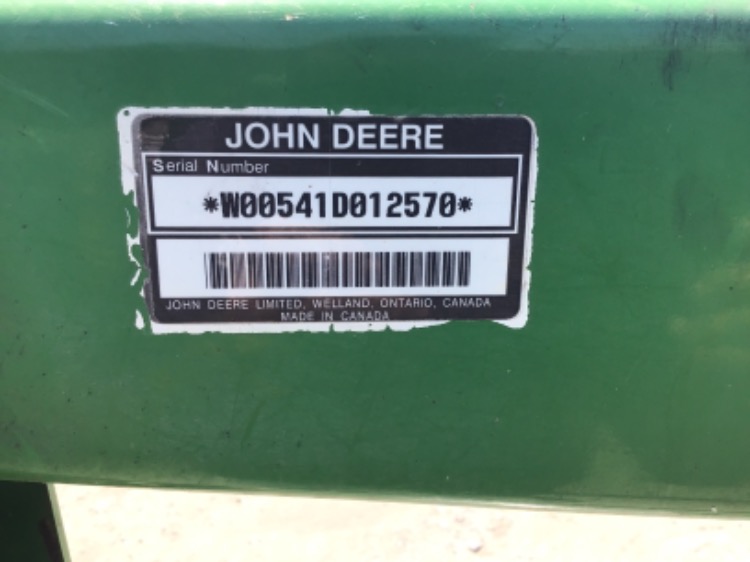 JOHN DEERE
Serial Number
*W00541D012570*
JOHN DEERE LIMITED, WELLAND, ONTARIO, CANADA
MADE IN CANADA